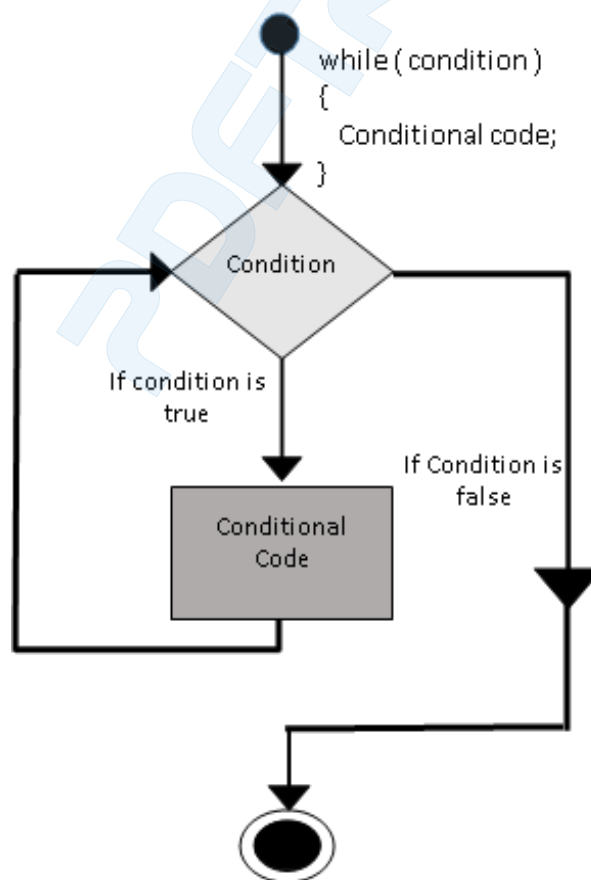 while ( condition )
{
Conditional code;
}
Condition
If condition is
true
If Condition is
false
Conditional
Code